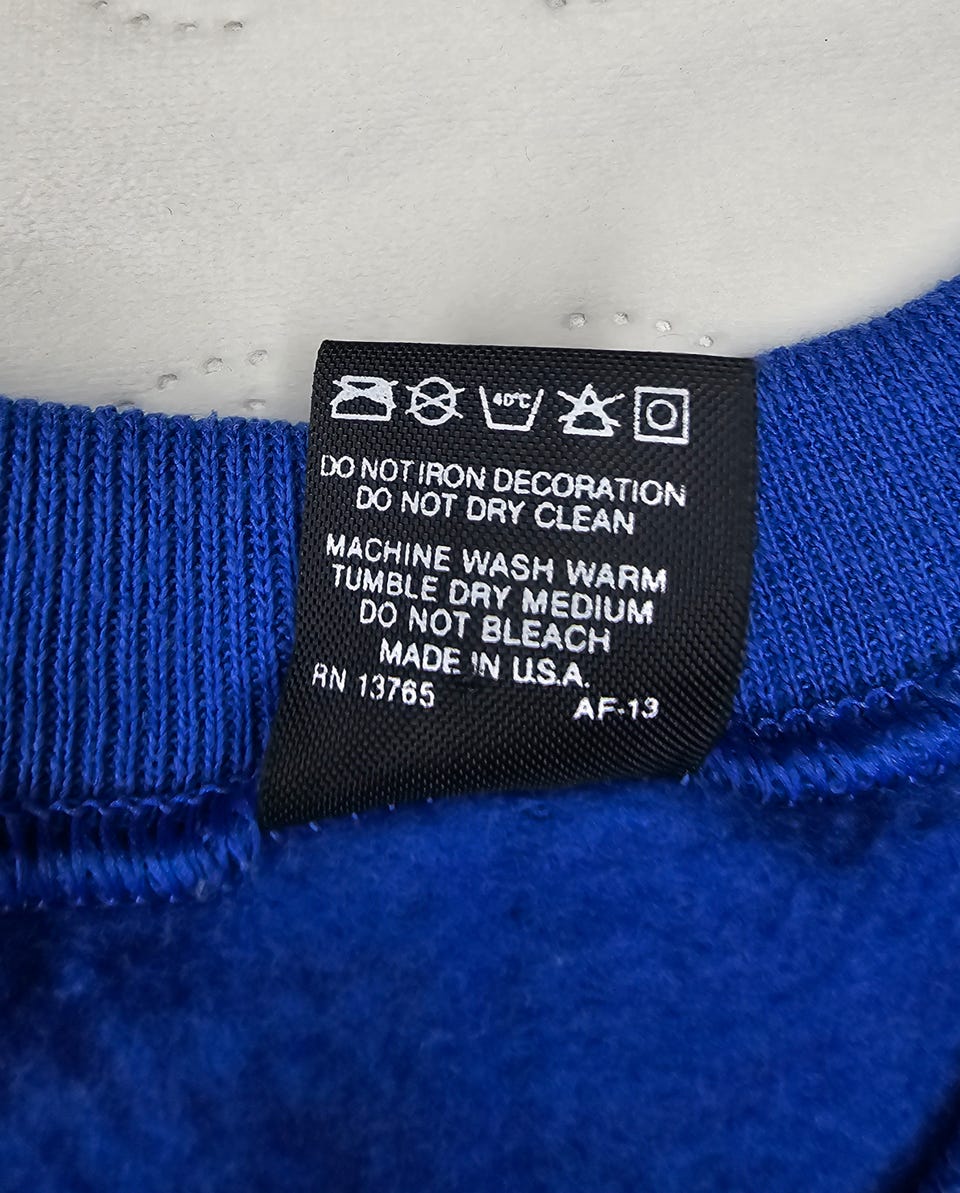 40°C
DO NOT IRON DECORATION
DO NOT DRY CLEAN
MACHINE WASH WARM
TUMBLE DRY MEDIUM
DO NOT BLEACH
MADE IN U.S.A.
RN 13765 AF-13